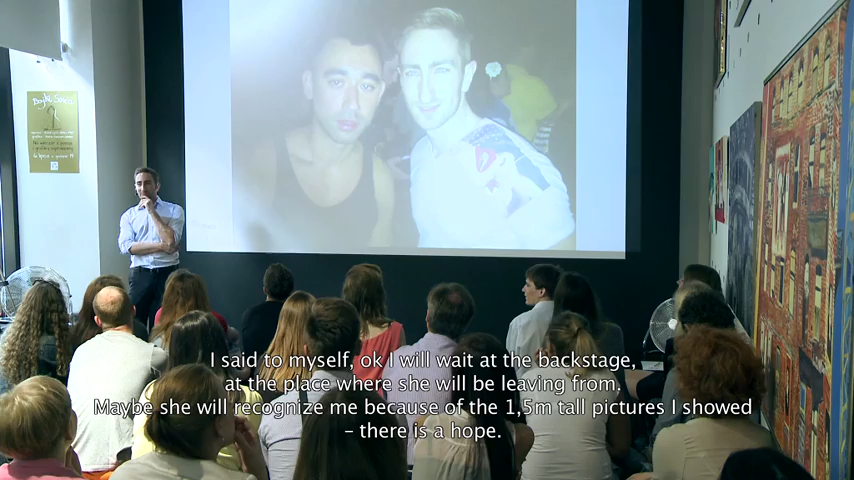 I said to myself, ok I will wait at the backstage,
at the place where she will be leaving from.
Maybe she will recognize me because of the 1,5m tall pictures I showed
– there is a hope.